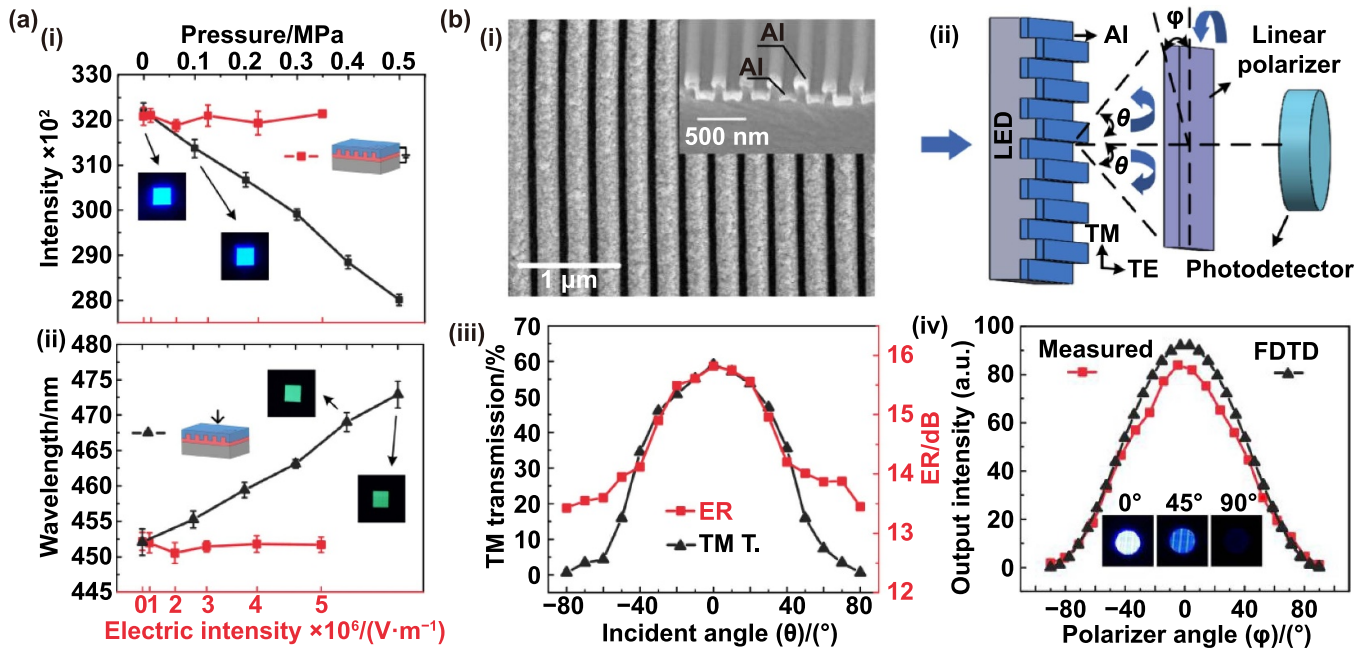 (a)
(i)
Pressure/MPa
0 0.1 0.2 0.3 0.4 0.5
Intensity ×10²
330
320
310
300
290
280
(ii)
Wavelength/nm
480
475
470
465
460
455
450
445
0 1 2 3 4 5
Electric intensity ×10⁶/(V·m⁻¹)
(b)
(i)
Al
Al
500 nm
1 μm
(ii)
LED
Al
φ
Linear
polarizer
θ
θ
TM
TE
Photodetector
(iii)
TM transmission/%
70
60
50
40
30
20
10
0
ER/dB
16
15
14
13
12
ER
TM T.
−80 −40 0 40 80
Incident angle (θ)/(°)
(iv)
Output intensity (a.u.)
100
80
60
40
20
0
Measured
FDTD
0° 45° 90°
−80 −40 0 40 80
Polarizer angle (φ)/(°)